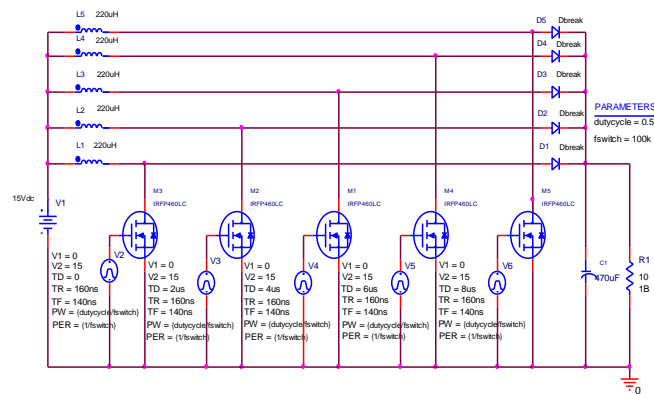 L5 220uH
D5 Dbreak
L4
220uH
D4 Dbreak
L3
220uH
D3 Dbreak
PARAMETERS
dutycycle = 0.5
fswitch = 100k
L2
220uH
D2 Dbreak
L1 220uH
D1 Dbreak
15Vdc V1
M3
IRFP460LC
M2
IRFP460LC
M1
IRFP460LC
M4
IRFP460LC
M5
IRFP460LC
V2
V1 = 0
V2 = 15
TD = 0
TR = 160ns
TF = 140ns
PW = {dutycycle/fswitch}
PER = {1/fswitch}
V3
V1 = 0
V2 = 15
TD = 2us
TR = 160ns
TF = 140ns
PW = {dutycycle/fswitch}
PER = {1/fswitch}
V4
V1 = 0
V2 = 15
TD = 4us
TR = 160ns
TF = 140ns
PW = {dutycycle/fswitch}
PER = {1/fswitch}
V5
V1 = 0
V2 = 15
TD = 6us
TR = 160ns
TF = 140ns
PW = {dutycycle/fswitch}
PER = {1/fswitch}
V6
V1 = 0
V2 = 15
TD = 8us
TR = 160ns
TF = 140ns
PW = {dutycycle/fswitch}
PER = {1/fswitch}
C1
470uF
R1
10
1B
0